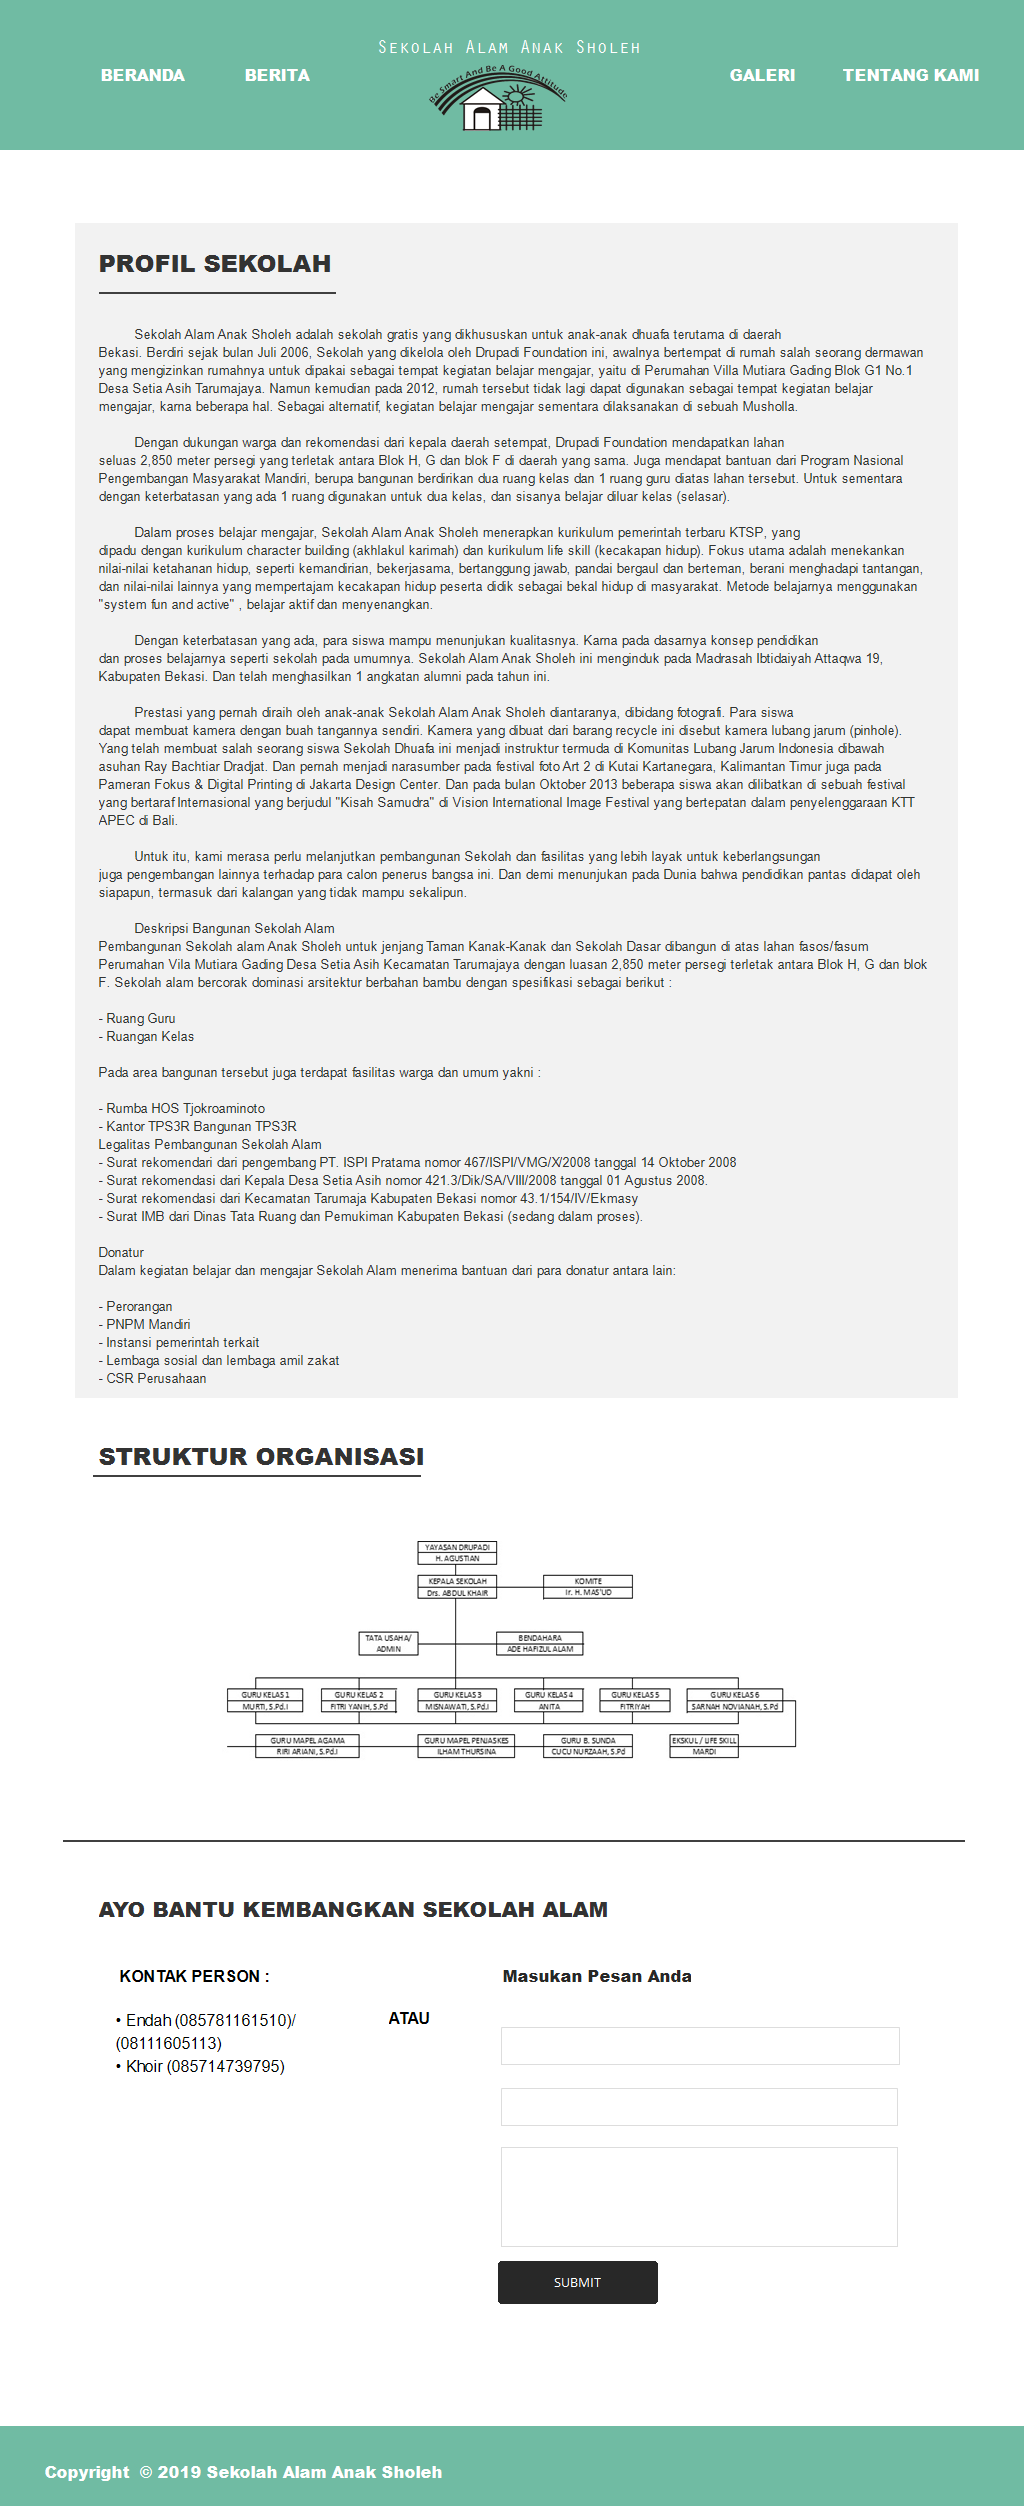 Sekolah Alam Anak Sholeh
Be Smart And Be A Good Attitude
BERANDA
BERITA
GALERI
TENTANG KAMI
PROFIL SEKOLAH
Sekolah Alam Anak Sholeh adalah sekolah gratis yang dikhususkan untuk anak-anak dhuafa terutama di daerah
Bekasi. Berdiri sejak bulan Juli 2006, Sekolah yang dikelola oleh Drupadi Foundation ini, awalnya bertempat di rumah salah seorang dermawan
yang mengizinkan rumahnya untuk dipakai sebagai tempat kegiatan belajar mengajar, yaitu di Perumahan Villa Mutiara Gading Blok G1 No.1
Desa Setia Asih Tarumajaya. Namun kemudian pada 2012, rumah tersebut tidak lagi dapat digunakan sebagai tempat kegiatan belajar
mengajar, karna beberapa hal. Sebagai alternatif, kegiatan belajar mengajar sementara dilaksanakan di sebuah Musholla.
Dengan dukungan warga dan rekomendasi dari kepala daerah setempat, Drupadi Foundation mendapatkan lahan
seluas 2,850 meter persegi yang terletak antara Blok H, G dan blok F di daerah yang sama. Juga mendapat bantuan dari Program Nasional
Pengembangan Masyarakat Mandiri, berupa bangunan berdirikan dua ruang kelas dan 1 ruang guru diatas lahan tersebut. Untuk sementara
dengan keterbatasan yang ada 1 ruang digunakan untuk dua kelas, dan sisanya belajar diluar kelas (selasar).
Dalam proses belajar mengajar, Sekolah Alam Anak Sholeh menerapkan kurikulum pemerintah terbaru KTSP, yang
dipadu dengan kurikulum character building (akhlakul karimah) dan kurikulum life skill (kecakapan hidup). Fokus utama adalah menekankan
nilai-nilai ketahanan hidup, seperti kemandirian, bekerjasama, bertanggung jawab, pandai bergaul dan berteman, berani menghadapi tantangan,
dan nilai-nilai lainnya yang mempertajam kecakapan hidup peserta didik sebagai bekal hidup di masyarakat. Metode belajarnya menggunakan
"system fun and active" , belajar aktif dan menyenangkan.
Dengan keterbatasan yang ada, para siswa mampu menunjukan kualitasnya. Karna pada dasarnya konsep pendidikan
dan proses belajarnya seperti sekolah pada umumnya. Sekolah Alam Anak Sholeh ini menginduk pada Madrasah Ibtidaiyah Attaqwa 19,
Kabupaten Bekasi. Dan telah menghasilkan 1 angkatan alumni pada tahun ini.
Prestasi yang pernah diraih oleh anak-anak Sekolah Alam Anak Sholeh diantaranya, dibidang fotografi. Para siswa
dapat membuat kamera dengan buah tangannya sendiri. Kamera yang dibuat dari barang recycle ini disebut kamera lubang jarum (pinhole).
Yang telah membuat salah seorang siswa Sekolah Dhuafa ini menjadi instruktur termuda di Komunitas Lubang Jarum Indonesia dibawah
asuhan Ray Bachtiar Dradjat. Dan pernah menjadi narasumber pada festival foto Art 2 di Kutai Kartanegara, Kalimantan Timur juga pada
Pameran Fokus & Digital Printing di Jakarta Design Center. Dan pada bulan Oktober 2013 beberapa siswa akan dilibatkan di sebuah festival
yang bertaraf Internasional yang berjudul "Kisah Samudra" di Vision International Image Festival yang bertepatan dalam penyelenggaraan KTT
APEC di Bali.
Untuk itu, kami merasa perlu melanjutkan pembangunan Sekolah dan fasilitas yang lebih layak untuk keberlangsungan
juga pengembangan lainnya terhadap para calon penerus bangsa ini. Dan demi menunjukan pada Dunia bahwa pendidikan pantas didapat oleh
siapapun, termasuk dari kalangan yang tidak mampu sekalipun.
Deskripsi Bangunan Sekolah Alam
Pembangunan Sekolah alam Anak Sholeh untuk jenjang Taman Kanak-Kanak dan Sekolah Dasar dibangun di atas lahan fasos/fasum
Perumahan Vila Mutiara Gading Desa Setia Asih Kecamatan Tarumajaya dengan luasan 2,850 meter persegi terletak antara Blok H, G dan blok
F. Sekolah alam bercorak dominasi arsitektur berbahan bambu dengan spesifikasi sebagai berikut :
- Ruang Guru
- Ruangan Kelas
Pada area bangunan tersebut juga terdapat fasilitas warga dan umum yakni :
- Rumba HOS Tjokroaminoto
- Kantor TPS3R Bangunan TPS3R
Legalitas Pembangunan Sekolah Alam
- Surat rekomendari dari pengembang PT. ISPI Pratama nomor 467/ISPI/VMG/X/2008 tanggal 14 Oktober 2008
- Surat rekomendasi dari Kepala Desa Setia Asih nomor 421.3/Dik/SA/VIII/2008 tanggal 01 Agustus 2008.
- Surat rekomendasi dari Kecamatan Tarumaja Kabupaten Bekasi nomor 43.1/154/IV/Ekmasy
- Surat IMB dari Dinas Tata Ruang dan Pemukiman Kabupaten Bekasi (sedang dalam proses).
Donatur
Dalam kegiatan belajar dan mengajar Sekolah Alam menerima bantuan dari para donatur antara lain:
- Perorangan
- PNPM Mandiri
- Instansi pemerintah terkait
- Lembaga sosial dan lembaga amil zakat
- CSR Perusahaan
STRUKTUR ORGANISASI
YAYASAN DRUPADI
H. AGUSTIAN
KEPALA SEKOLAH
Drs. ABDUL KHAIR
KOMITE
Ir. H. MAS'UD
TATA USAHA/
ADMIN
BENDAHARA
ADE HAFIZUL ALAM
GURU KELAS 1
MURTI, S.Pd.I
GURU KELAS 2
FITRI YANIH, S.Pd
GURU KELAS 3
MISNAWATI, S.Pd.I
GURU KELAS 4
ANITA
GURU KELAS 5
FITRIYAH
GURU KELAS 6
SARNAH NOVIANAH, S.Pd
GURU MAPEL AGAMA
RIRI ARIANI, S.Pd.I
GURU MAPEL PENJASKES
ILHAM THURSINA
GURU B. SUNDA
CUCU NURZAAH, S.Pd
EKSKUL / LIFE SKILL
MARDI
AYO BANTU KEMBANGKAN SEKOLAH ALAM
KONTAK PERSON :
• Endah (085781161510)/
(08111605113)
• Khoir (085714739795)
ATAU
Masukan Pesan Anda
SUBMIT
Copyright © 2019 Sekolah Alam Anak Sholeh